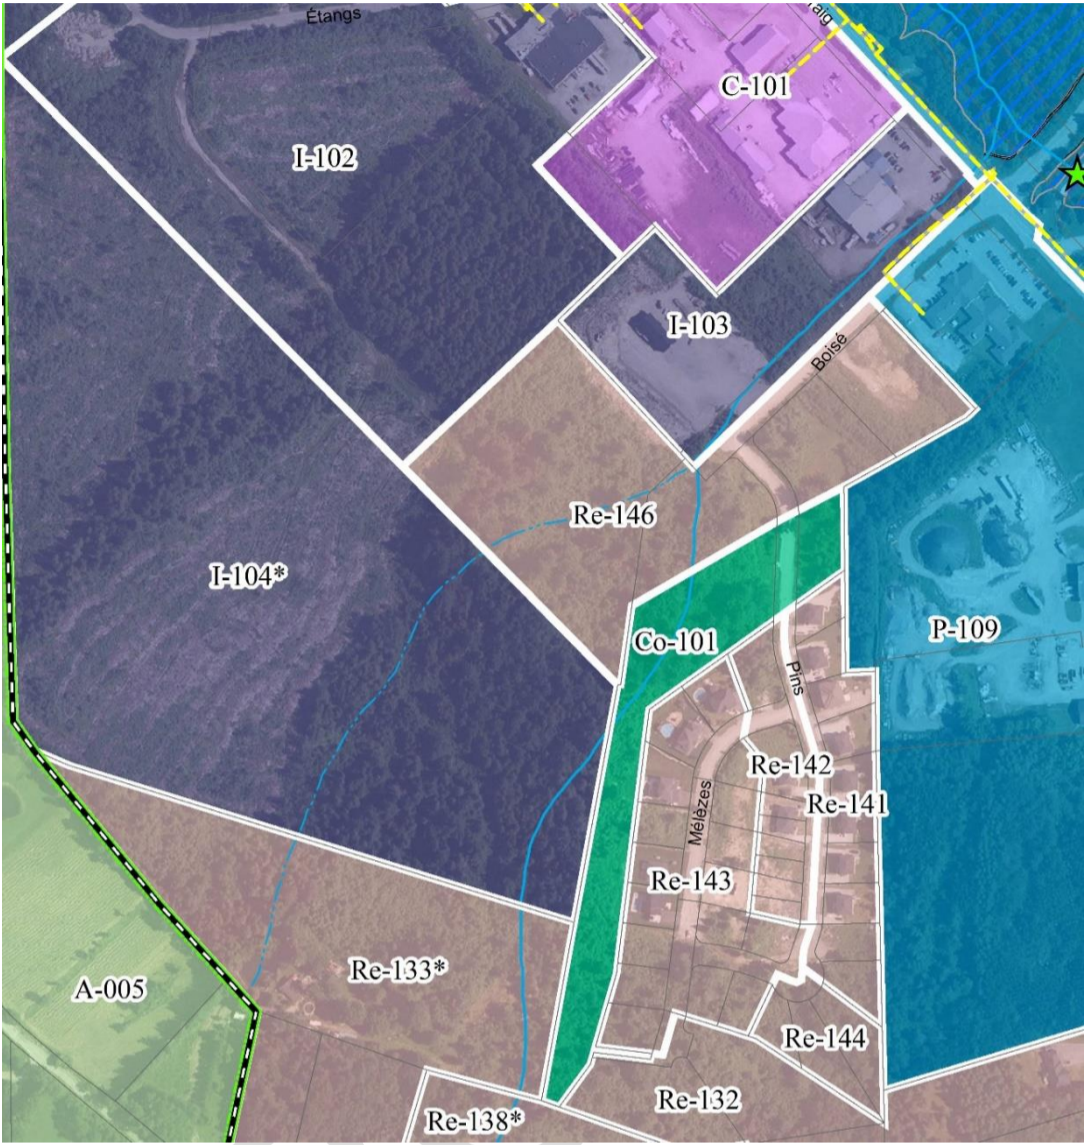 Étangs
C-101
I-102
I-103
Boisé
Re-146
I-104*
Co-101
P-109
Pins
Re-142
Re-141
Mélèzes
Re-143
Re-133*
A-005
Re-144
Re-132
Re-138*